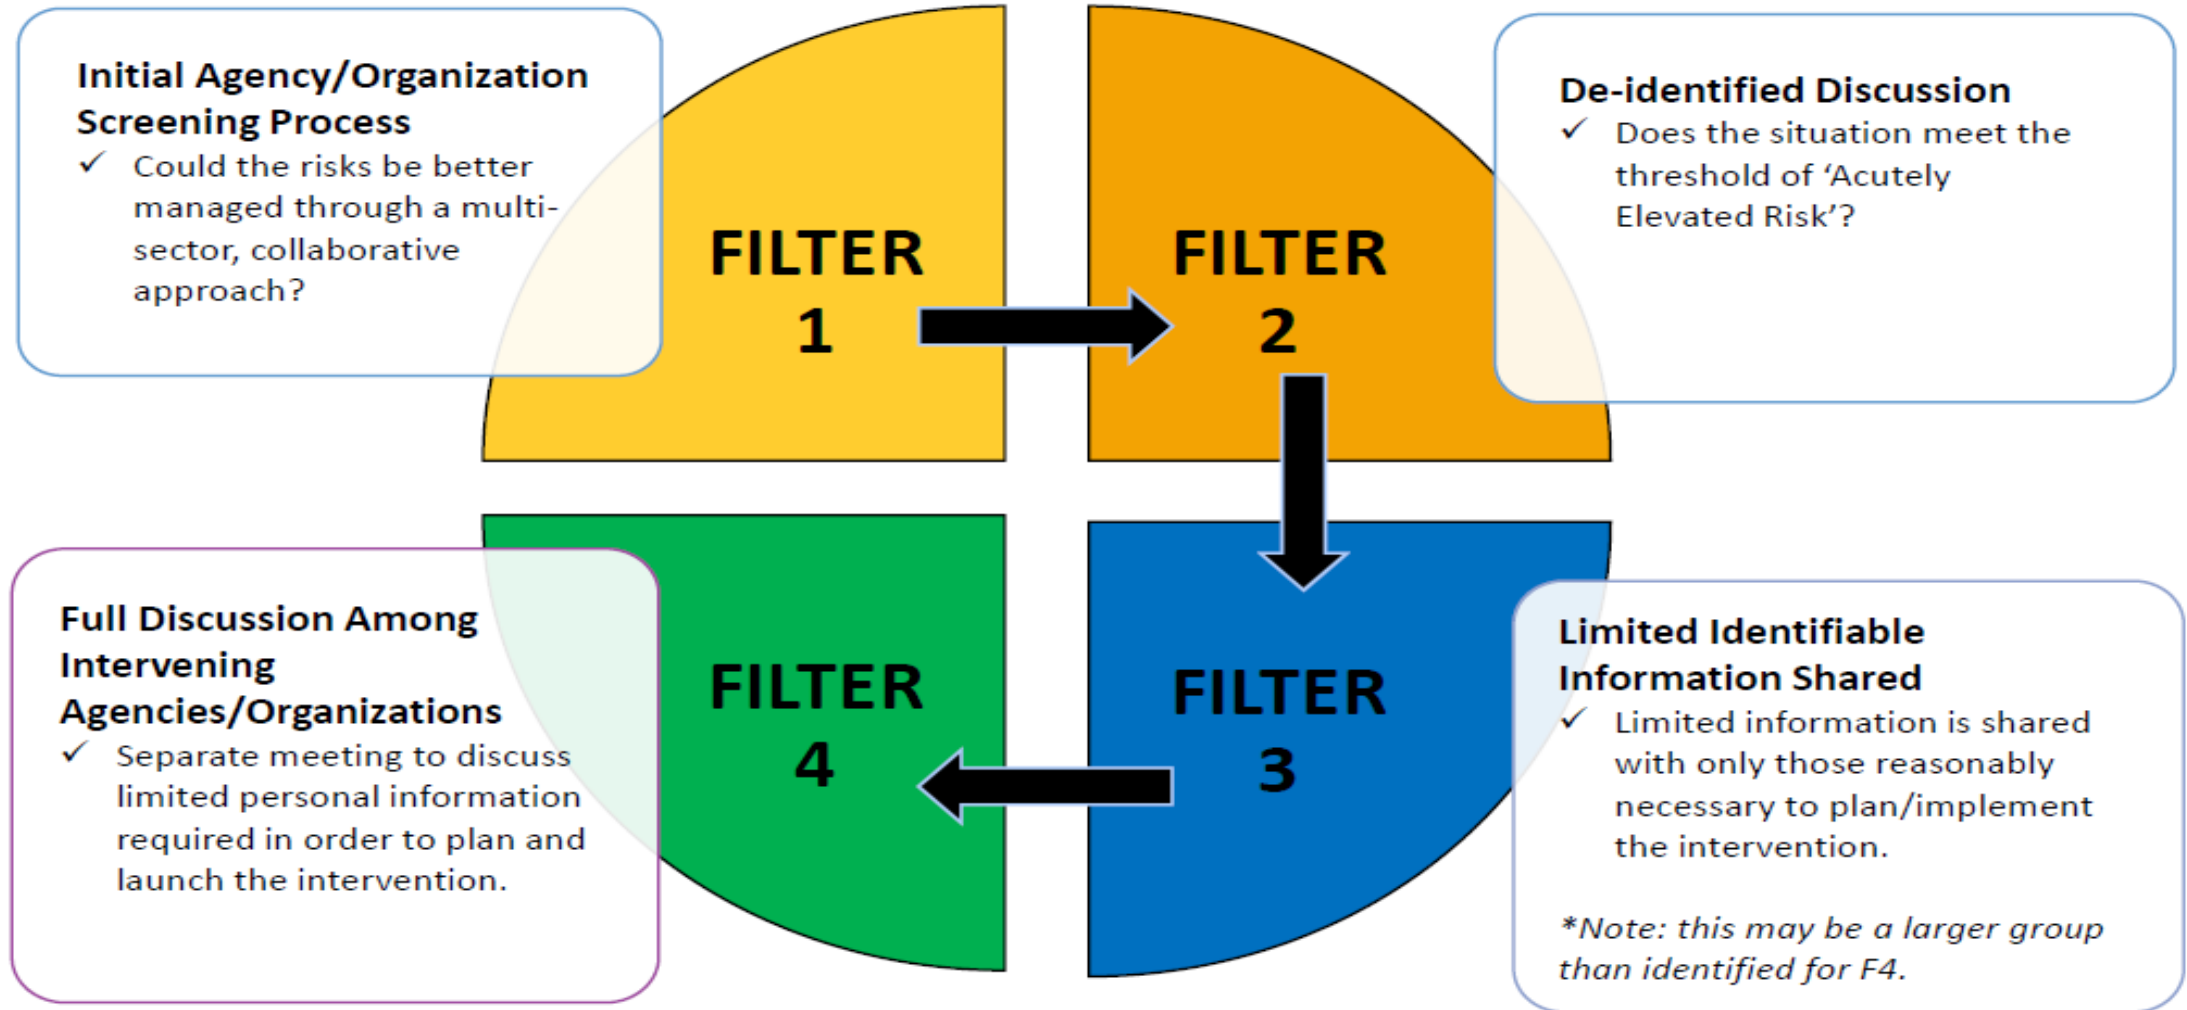 Initial Agency/Organization
Screening Process
✓ Could the risks be better
managed through a multi-
sector, collaborative
approach?
FILTER
1
FILTER
2
De-identified Discussion
✓ Does the situation meet the
threshold of ‘Acutely
Elevated Risk’?
Full Discussion Among
Intervening
Agencies/Organizations
✓ Separate meeting to discuss
limited personal information
required in order to plan and
launch the intervention.
FILTER
4
FILTER
3
Limited Identifiable
Information Shared
✓ Limited information is shared
with only those reasonably
necessary to plan/implement
the intervention.
*Note: this may be a larger group
than identified for F4.